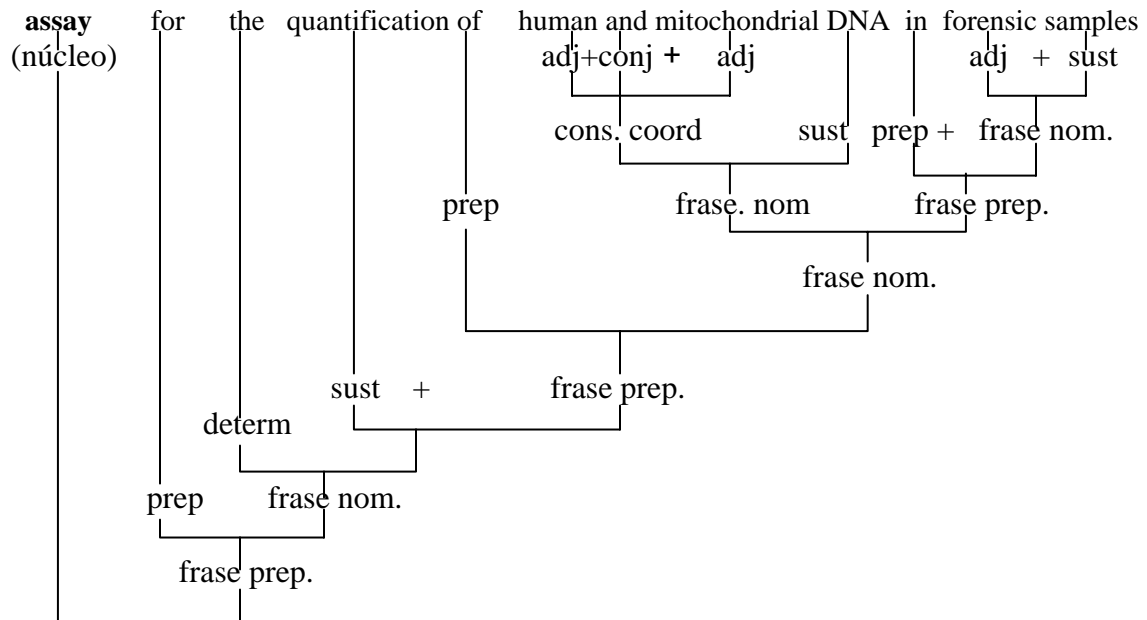 assay for the quantification of human and mitochondrial DNA in forensic samples
(núcleo) adj+conj + adj adj + sust
cons. coord sust prep + frase nom.
prep frase. nom frase prep.
frase nom.
sust + frase prep.
determ
prep frase nom.
frase prep.